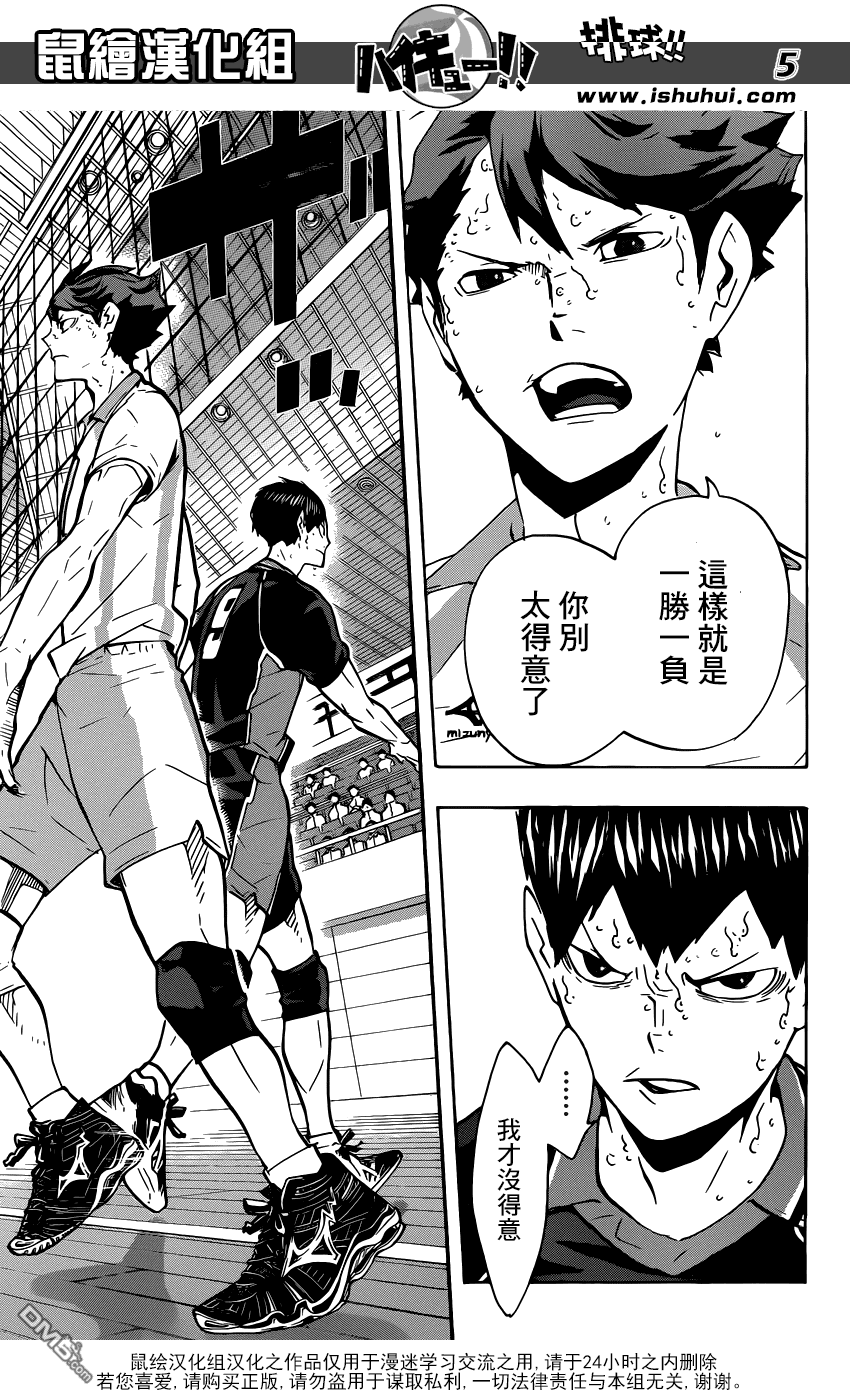 鼠繪漢化組
ハイキュー!!
排球!!
5
www.ishuhui.com
這樣就是
一勝一負
你別
太得意了
mizuno
……
我才沒得意
9
ザッ
DM5.com
鼠绘汉化组汉化之作品仅用于漫迷学习交流之用,请于24小时之内删除
若您喜爱,请购买正版,请勿盗用于谋取私利,一切法律责任与本组无关,谢谢。